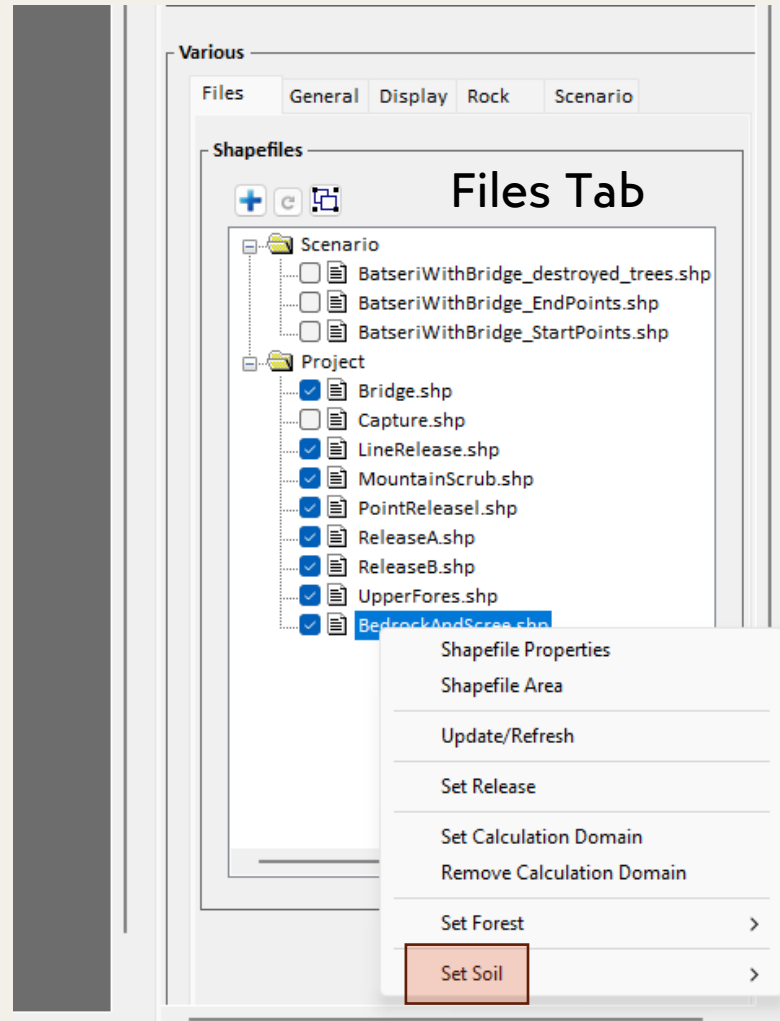 Various
Files General Display Rock Scenario
Shapefiles
Files Tab
Scenario
BatseriWithBridge_destroyed_trees.shp
BatseriWithBridge_EndPoints.shp
BatseriWithBridge_StartPoints.shp
Project
Bridge.shp
Capture.shp
LineRelease.shp
MountainScrub.shp
PointReleasel.shp
ReleaseA.shp
ReleaseB.shp
UpperFores.shp
BedrockAndScree.shp
Shapefile Properties
Shapefile Area
Update/Refresh
Set Release
Set Calculation Domain
Remove Calculation Domain
Set Forest
Set Soil